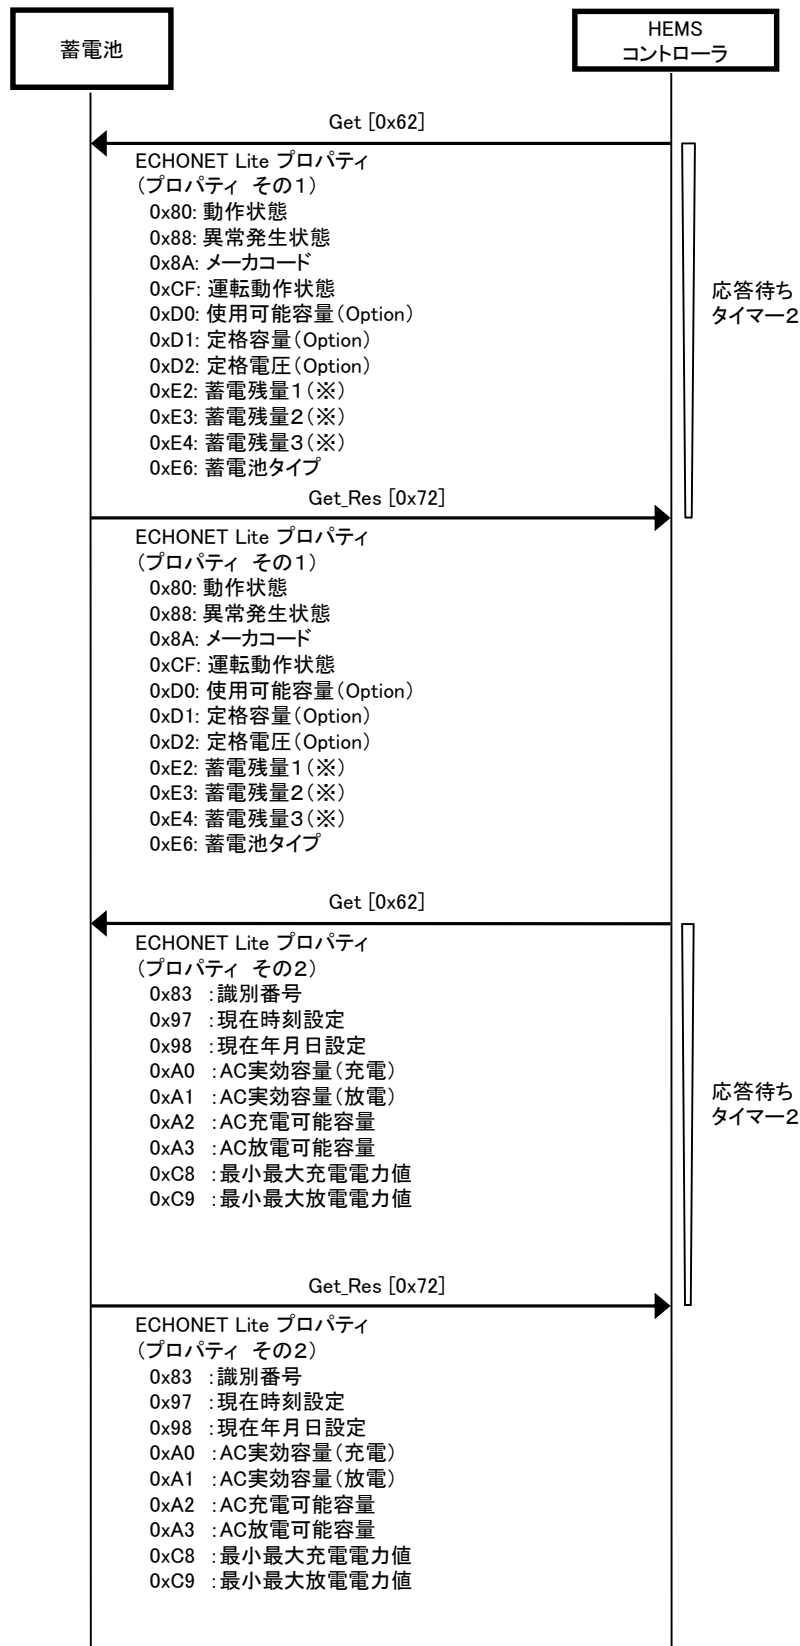 蓄電池
HEMS
コントローラ
Get [0x62]
ECHONET Lite プロパティ
(プロパティ その1)
0x80: 動作状態
0x88: 異常発生状態
0x8A: メーカコード
0xCF: 運転動作状態
0xD0: 使用可能容量(Option)
0xD1: 定格容量(Option)
0xD2: 定格電圧(Option)
0xE2: 蓄電残量1(※)
0xE3: 蓄電残量2(※)
0xE4: 蓄電残量3(※)
0xE6: 蓄電池タイプ
応答待ち
タイマー2
Get_Res [0x72]
ECHONET Lite プロパティ
(プロパティ その1)
0x80: 動作状態
0x88: 異常発生状態
0x8A: メーカコード
0xCF: 運転動作状態
0xD0: 使用可能容量(Option)
0xD1: 定格容量(Option)
0xD2: 定格電圧(Option)
0xE2: 蓄電残量1(※)
0xE3: 蓄電残量2(※)
0xE4: 蓄電残量3(※)
0xE6: 蓄電池タイプ
Get [0x62]
ECHONET Lite プロパティ
(プロパティ その2)
0x83 :識別番号
0x97 :現在時刻設定
0x98 :現在年月日設定
0xA0 :AC実効容量(充電)
0xA1 :AC実効容量(放電)
0xA2 :AC充電可能容量
0xA3 :AC放電可能容量
0xC8 :最小最大充電電力値
0xC9 :最小最大放電電力値
応答待ち
タイマー2
Get_Res [0x72]
ECHONET Lite プロパティ
(プロパティ その2)
0x83 :識別番号
0x97 :現在時刻設定
0x98 :現在年月日設定
0xA0 :AC実効容量(充電)
0xA1 :AC実効容量(放電)
0xA2 :AC充電可能容量
0xA3 :AC放電可能容量
0xC8 :最小最大充電電力値
0xC9 :最小最大放電電力値